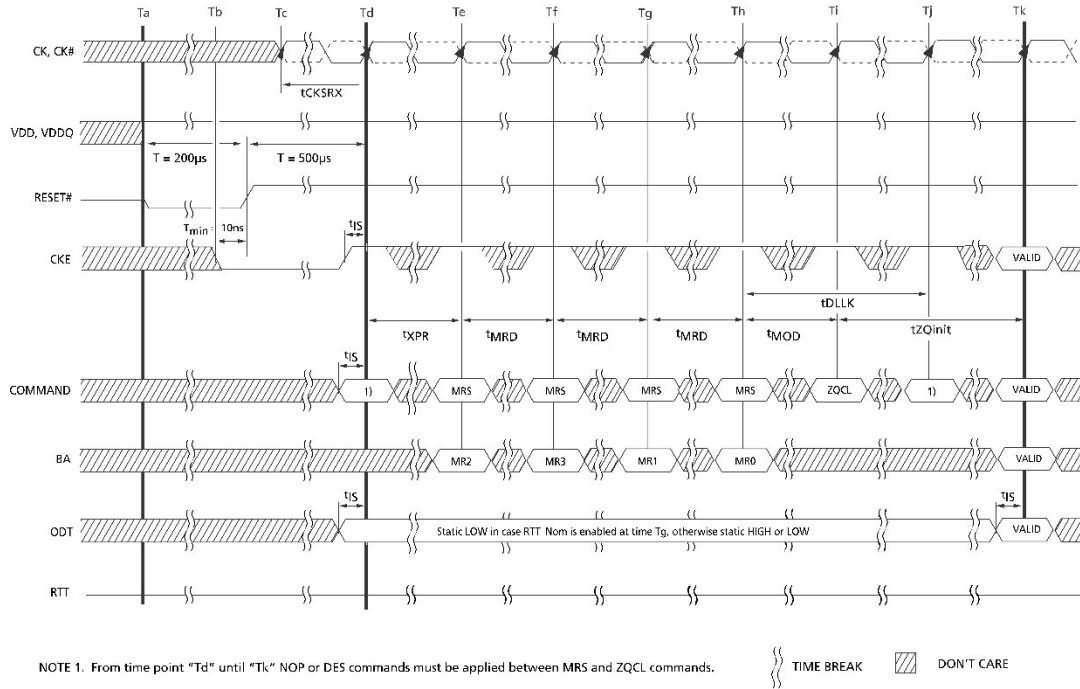 Ta Tb Tc Td Te Tf Tg Th Ti Tj Tk
CK, CK#
tCKSRX
VDD, VDDQ
T = 200µs T = 500µs
RESET#
Tmin 10ns tIS
CKE VALID
tDLLK
tXPR tMRD tMRD tMRD tMOD tZQinit
tIS
COMMAND 1) MRS MRS MRS MRS ZQCL 1) VALID
BA MR2 MR3 MR1 MR0 VALID
tIS tIS
ODT Static LOW in case RTT Nom is enabled at time Tg, otherwise static HIGH or LOW VALID
RTT
NOTE 1. From time point "Td" until "Tk" NOP or DES commands must be applied between MRS and ZQCL commands.
TIME BREAK DON'T CARE